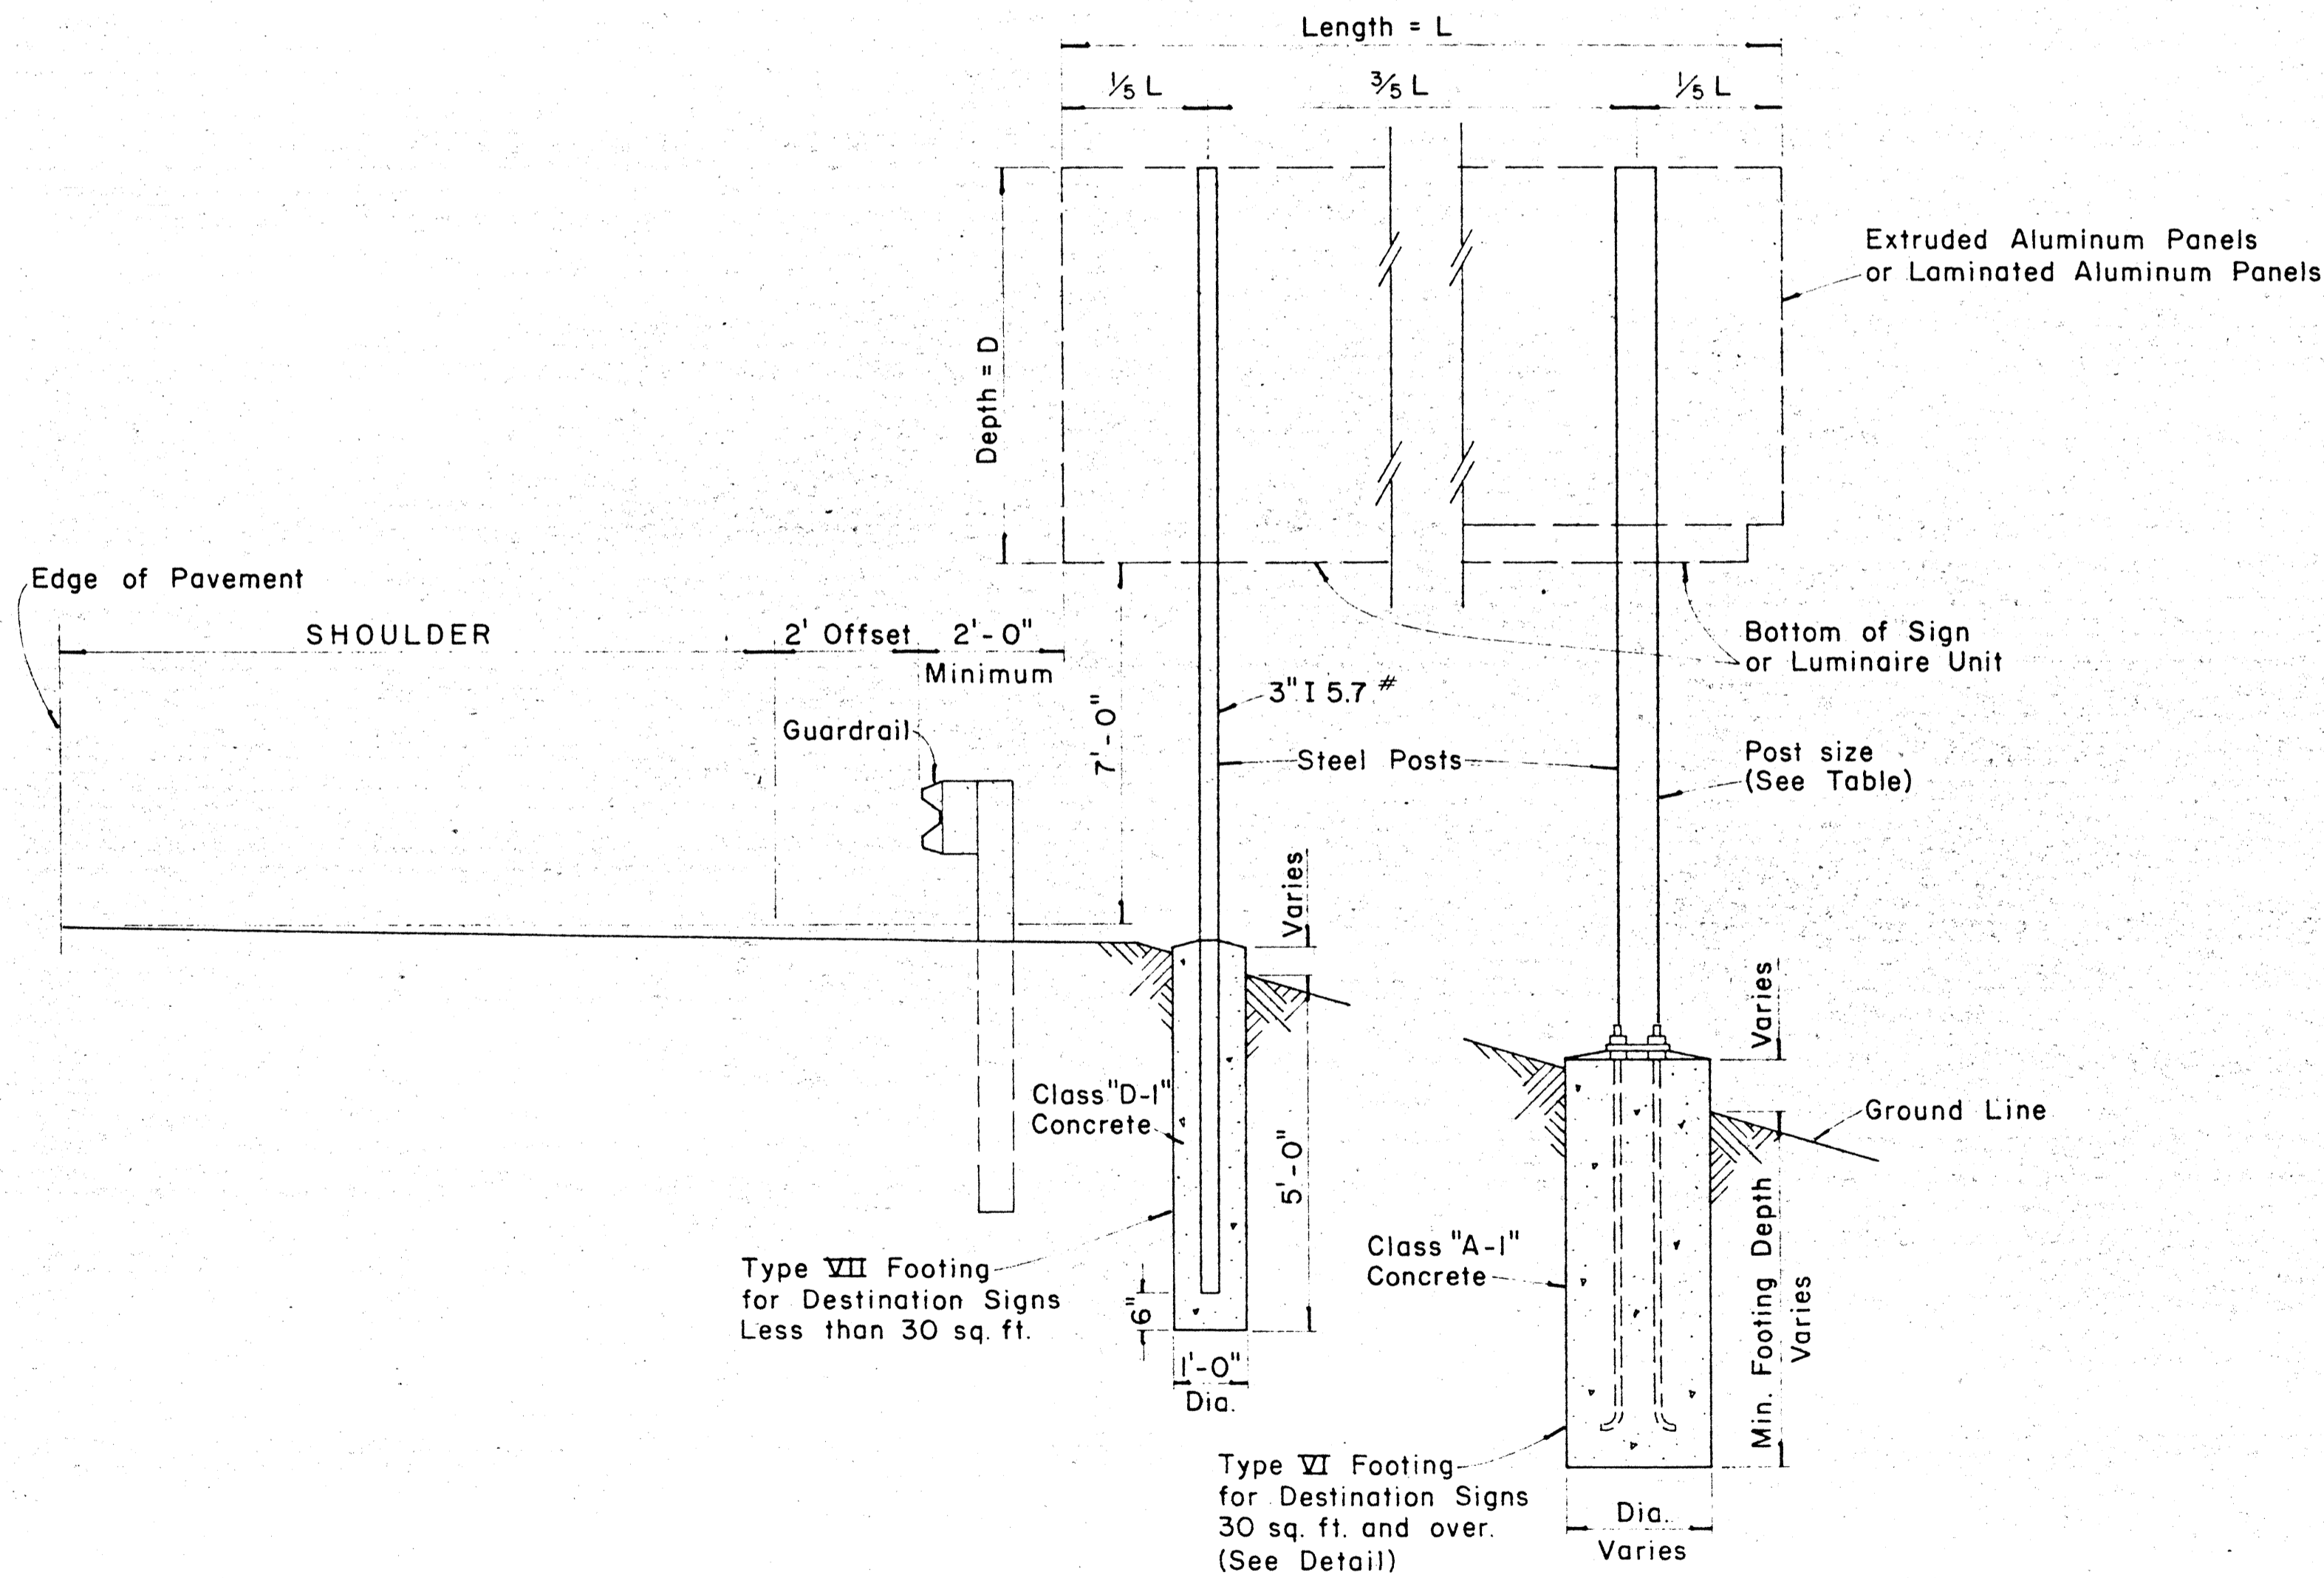 Length = L
1/5 L
3/5 L
1/5 L
Extruded Aluminum Panels
or Laminated Aluminum Panels
Depth = D
Edge of Pavement
SHOULDER
2' Offset
2'-0"
Minimum
Bottom of Sign
or Luminaire Unit
3" I 5.7 #
7'-0"
Guardrail
Steel Posts
Post size
(See Table)
Varies
Varies
Class "D-1"
Concrete
Ground Line
5'-0"
Class "A-1"
Concrete
Min. Footing Depth
Varies
Type VII Footing
for Destination Signs
Less than 30 sq. ft.
6"
1'-0"
Dia.
Type VI Footing
for Destination Signs
30 sq. ft. and over.
(See Detail)
Dia.
Varies